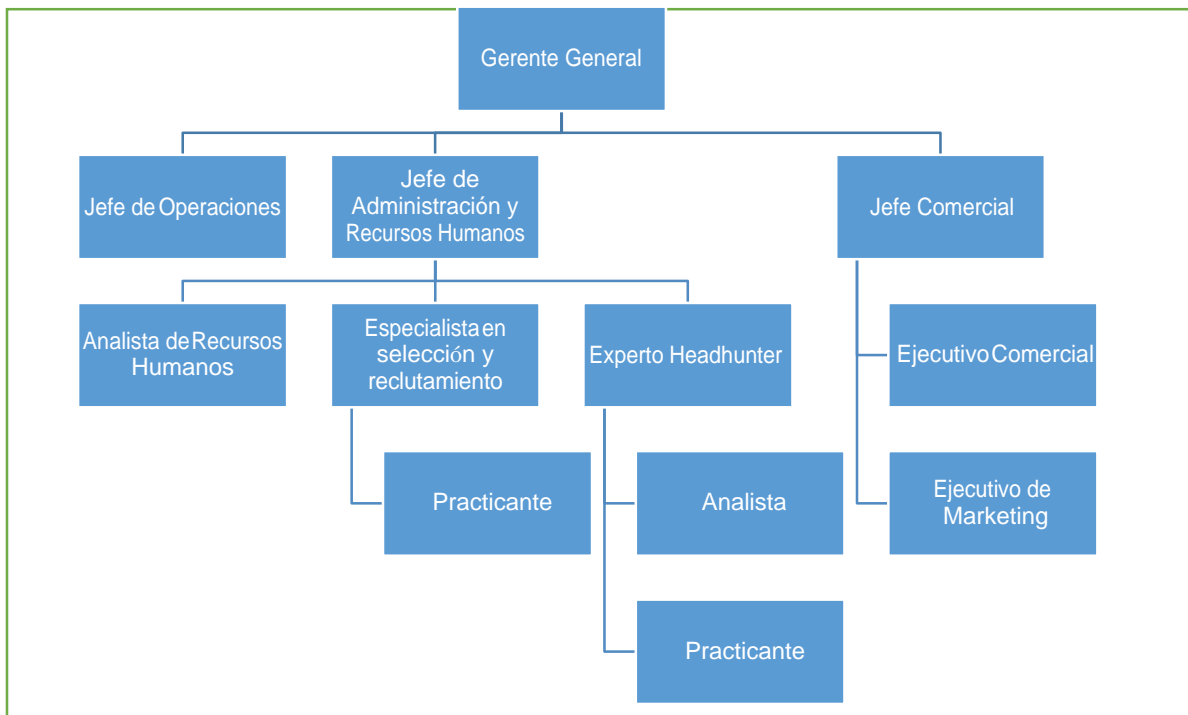 Gerente General
Jefe de Operaciones
Jefe de
Administración y
Recursos Humanos
Jefe Comercial
Analista de Recursos
Humanos
Especialista en
selección y
reclutamiento
Experto Headhunter
Ejecutivo Comercial
Practicante
Analista
Ejecutivo de
Marketing
Practicante